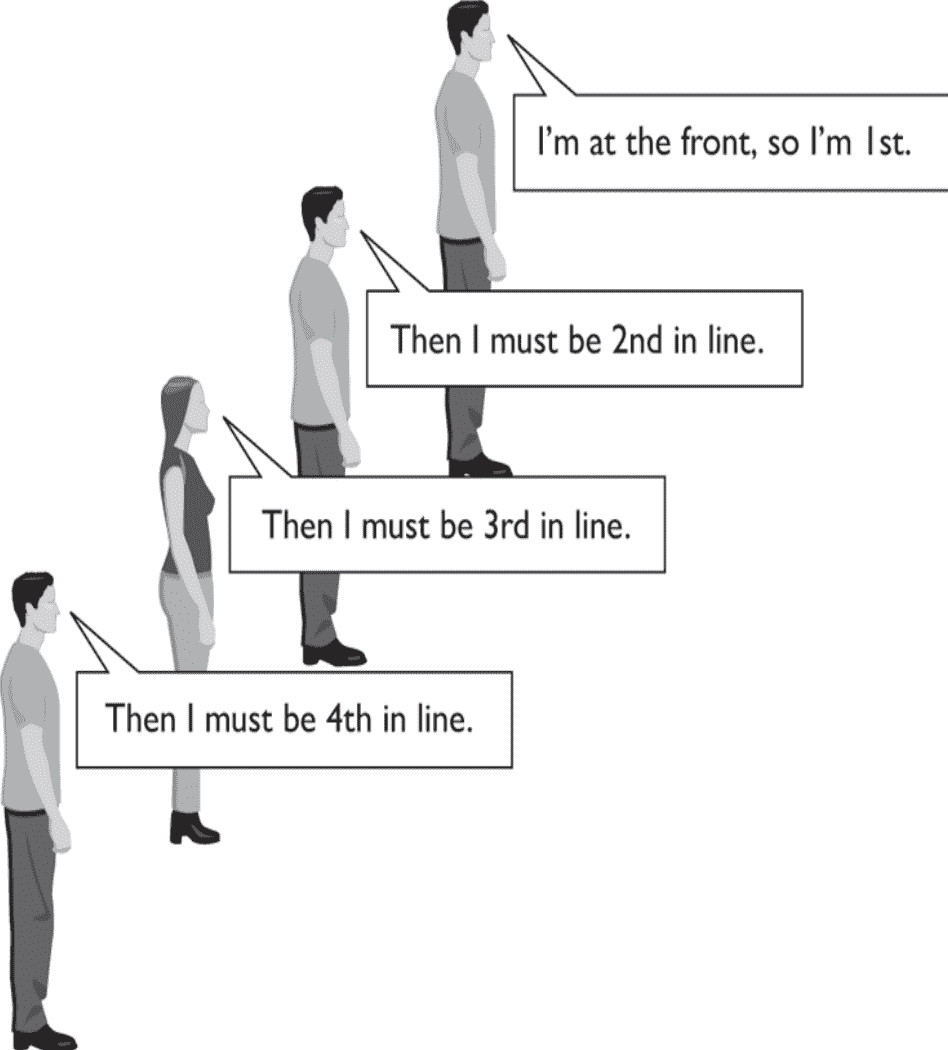 I'm at the front, so I'm 1st.
Then I must be 2nd in line.
Then I must be 3rd in line.
Then I must be 4th in line.